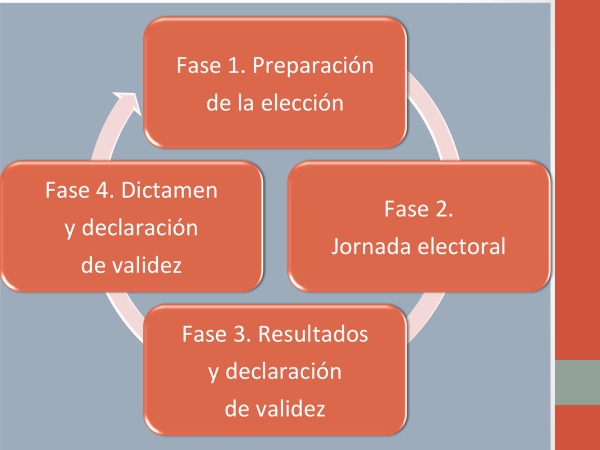 Fase 1. Preparación
de la elección
Fase 2.
Jornada electoral
Fase 3. Resultados
y declaración
de validez
Fase 4. Dictamen
y declaración
de validez